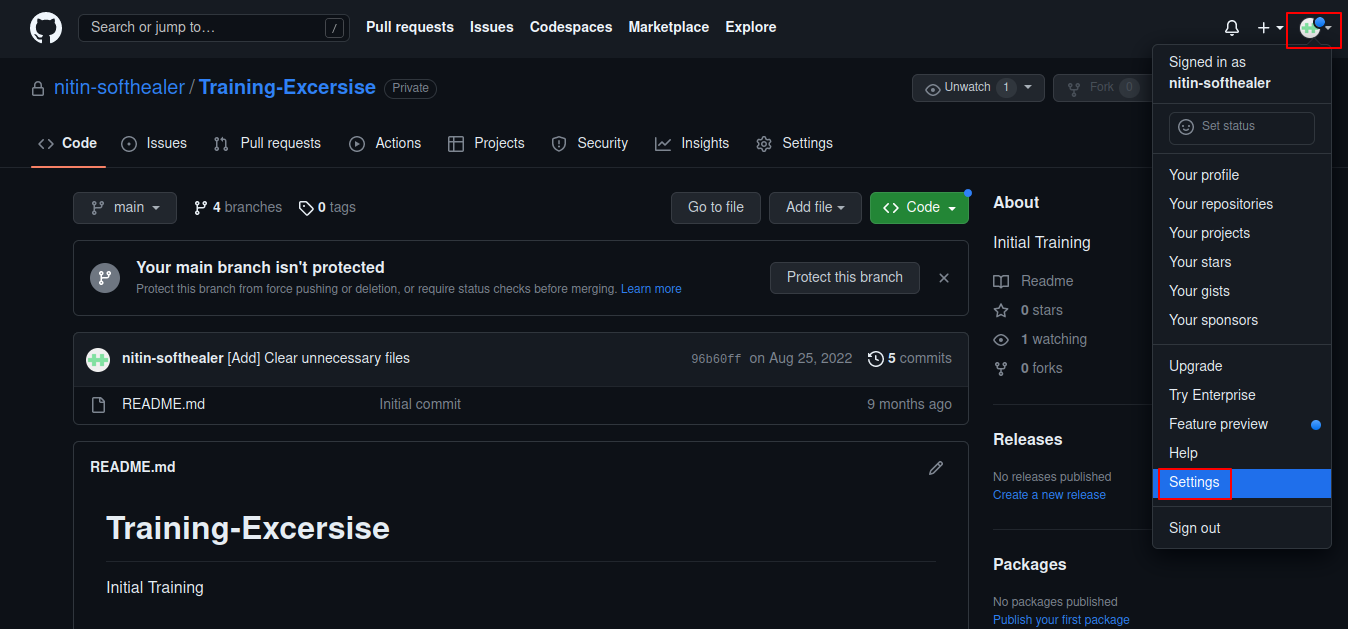 Search or jump to… /
Pull requests Issues Codespaces Marketplace Explore
nitin-softhealer / Training-Excersise Private
Unwatch 1 Fork 0
Code Issues Pull requests Actions Projects Security Insights Settings
main 4 branches 0 tags Go to file Add file Code
Your main branch isn't protected
Protect this branch from force pushing or deletion, or require status checks before merging. Learn more
Protect this branch
nitin-softhealer [Add] Clear unnecessary files 96b60ff on Aug 25, 2022 5 commits
README.md Initial commit 9 months ago
README.md
Training-Excersise
Initial Training
About
Initial Training
Readme
0 stars
1 watching
0 forks
Releases
No releases published
Create a new release
Packages
No packages published
Publish your first package
Signed in as
nitin-softhealer
Set status
Your profile
Your repositories
Your projects
Your stars
Your gists
Your sponsors
Upgrade
Try Enterprise
Feature preview
Help
Settings
Sign out